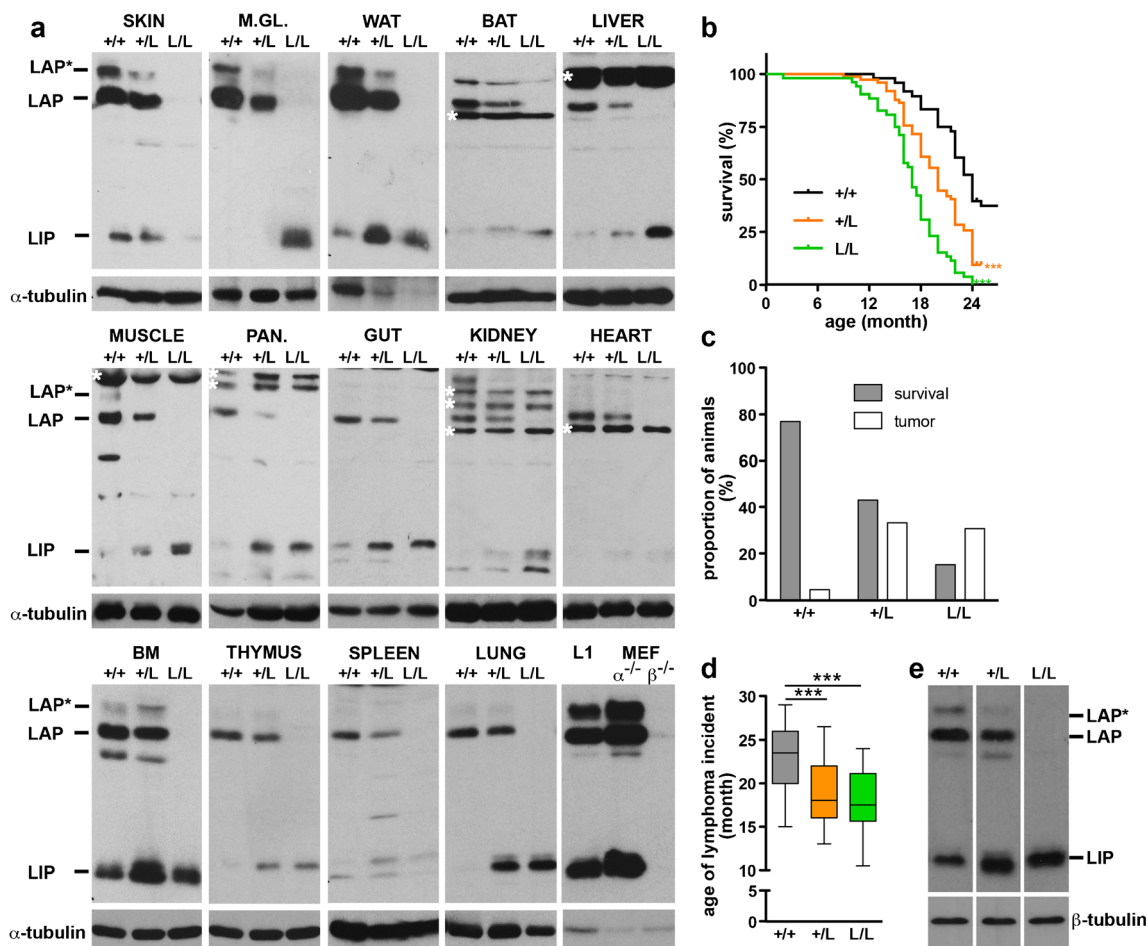 a
SKIN M.GL. WAT BAT LIVER
+/+ +/L L/L +/+ +/L L/L +/+ +/L L/L +/+ +/L L/L +/+ +/L L/L
LAP*
LAP
*
*
LIP
α-tubulin
MUSCLE PAN. GUT KIDNEY HEART
+/+ +/L L/L +/+ +/L L/L +/+ +/L L/L +/+ +/L L/L +/+ +/L L/L
* * * * * * *
LAP*
LAP
LIP
α-tubulin
BM THYMUS SPLEEN LUNG L1 MEF
+/+ +/L L/L +/+ +/L L/L +/+ +/L L/L +/+ +/L L/L α-/- β-/-
LAP*
LAP
LIP
α-tubulin
b
survival (%)
100
75
50
25
0
+/+
+/L
L/L
***
***
0 6 12 18 24
age (month)
c
proportion of animals
(%)
100
80
60
40
20
0
survival
tumor
+/+ +/L L/L
d
age of lymphoma incident
(month)
***
***
30
25
20
15
10
5
0
+/+ +/L L/L
e
+/+ +/L L/L
LAP*
LAP
LIP
β-tubulin